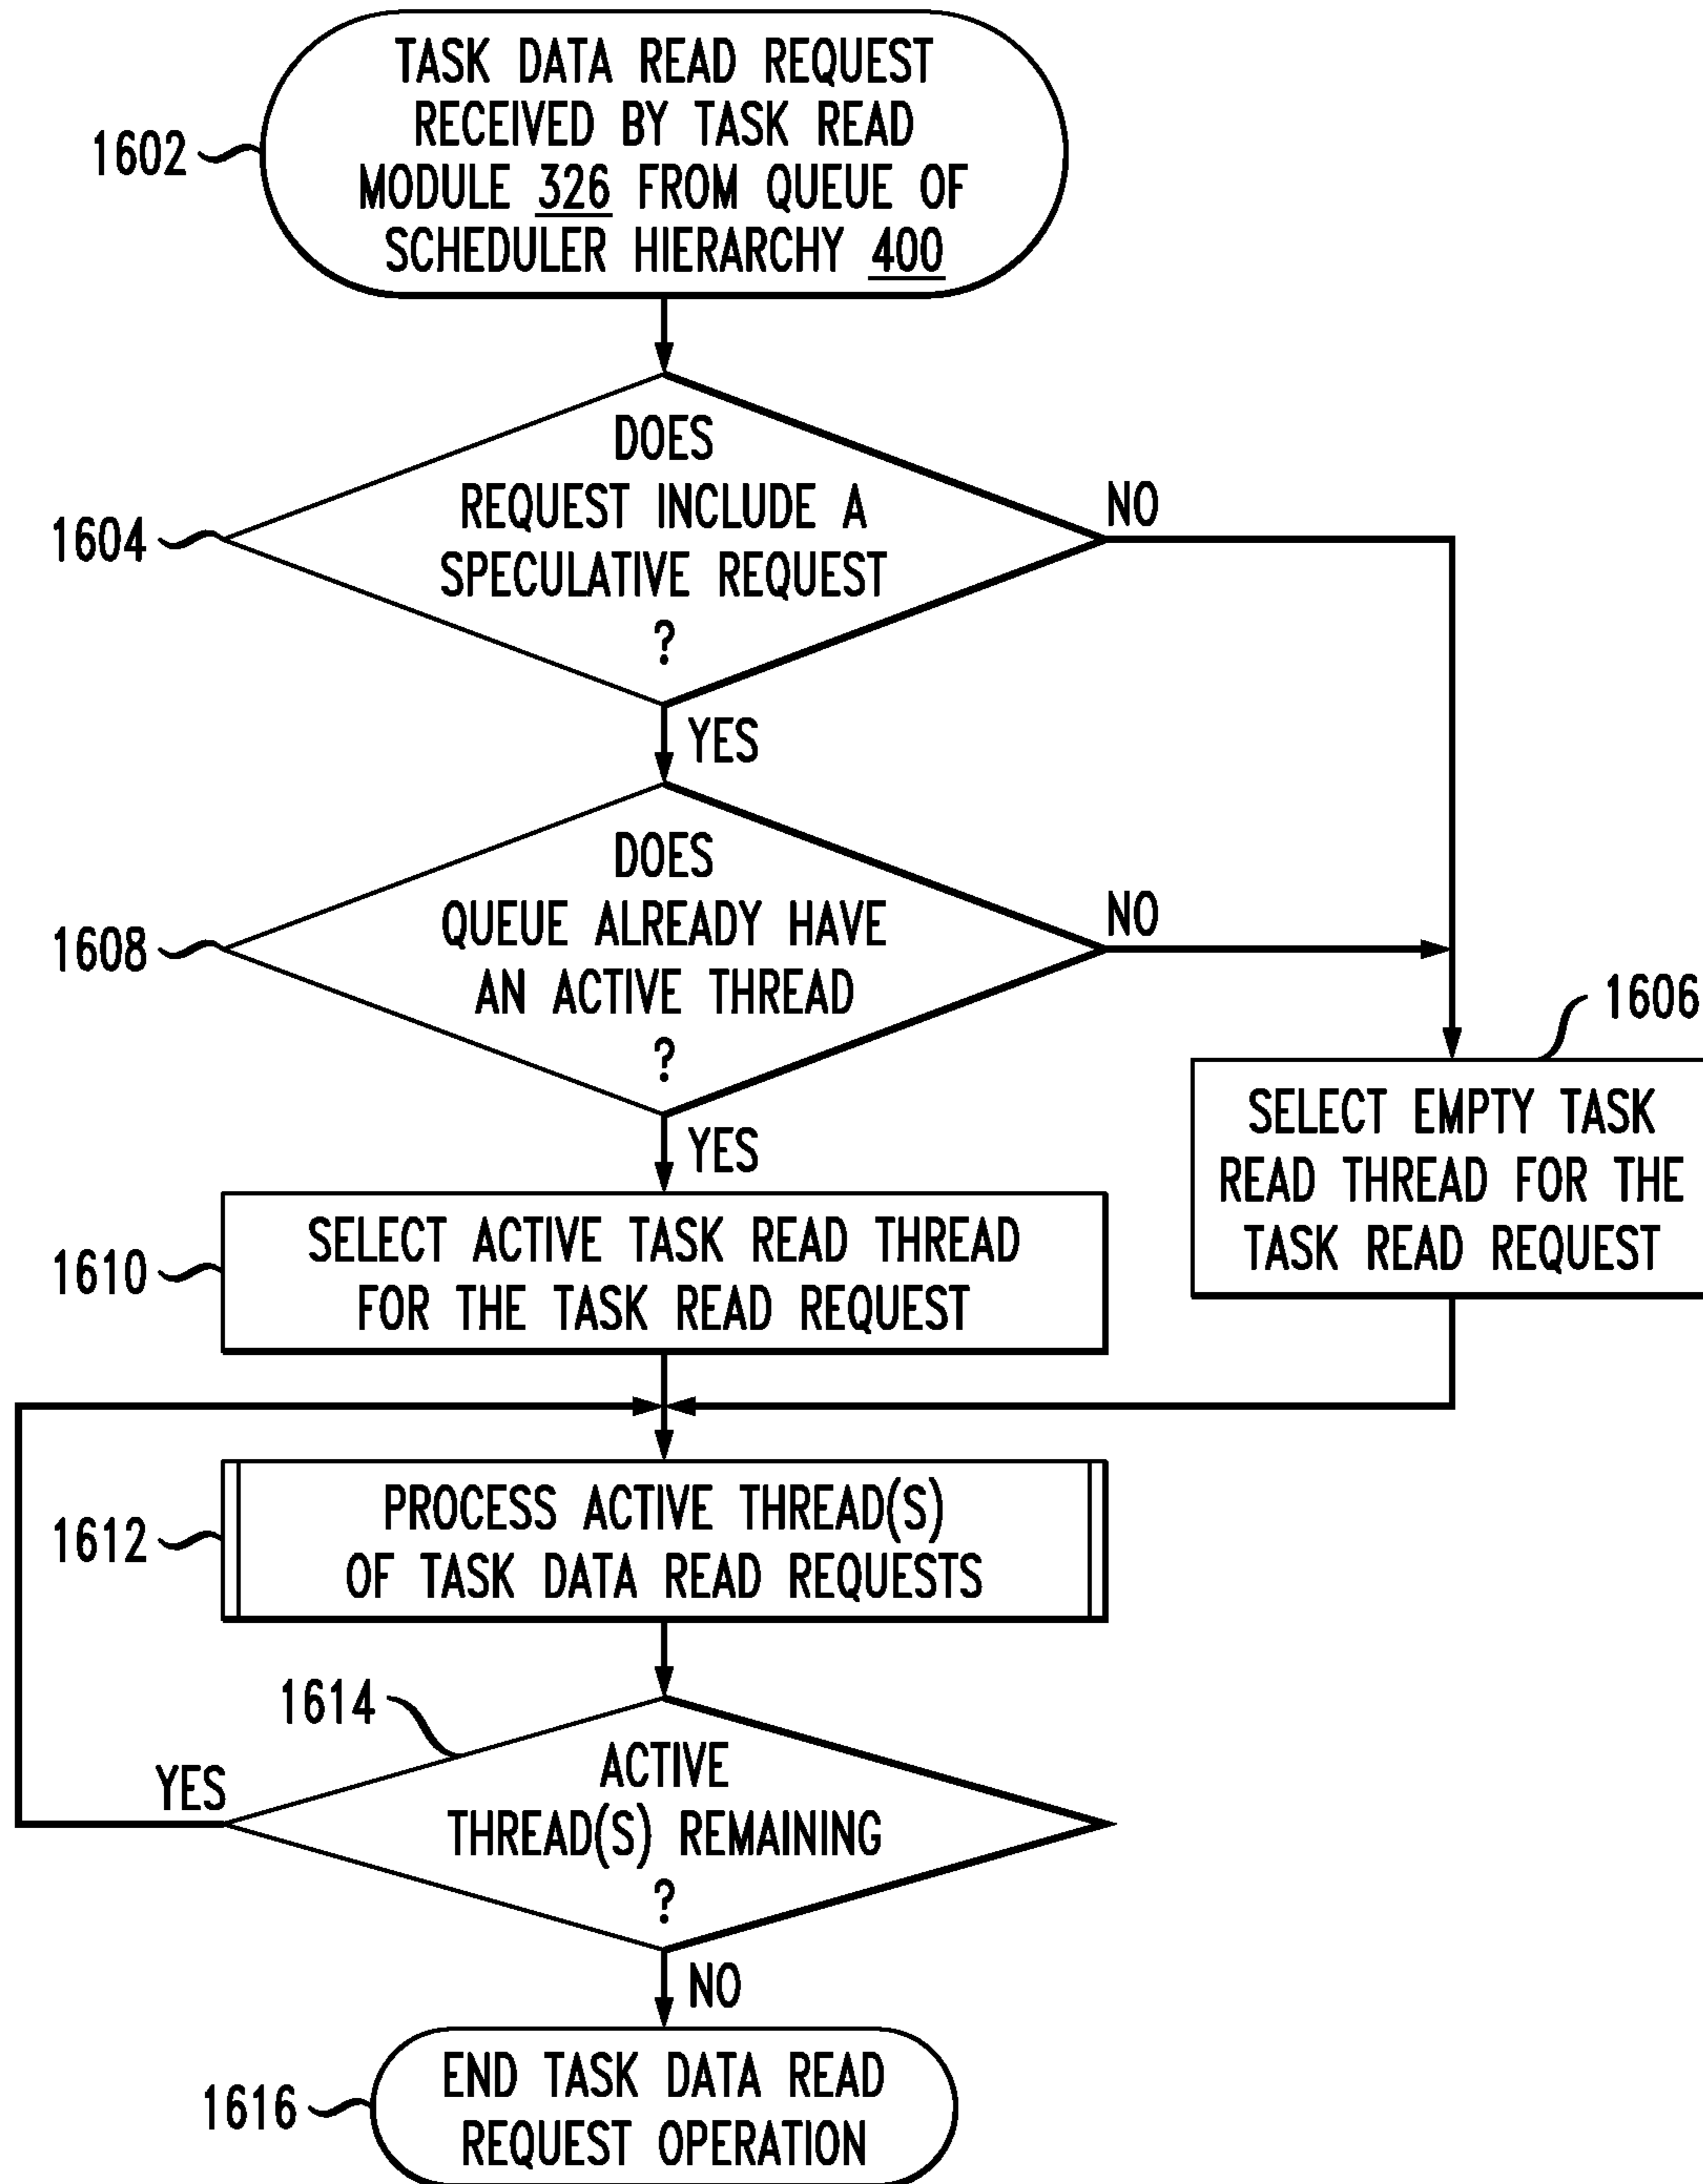 TASK DATA READ REQUEST
RECEIVED BY TASK READ
1602
MODULE 326 FROM QUEUE OF
SCHEDULER HIERARCHY 400
DOES
REQUEST INCLUDE A
NO
1604
SPECULATIVE REQUEST
?
YES
DOES
QUEUE ALREADY HAVE
NO
1608
AN ACTIVE THREAD
?
1606
SELECT EMPTY TASK
READ THREAD FOR THE
TASK READ REQUEST
YES
SELECT ACTIVE TASK READ THREAD
1610
FOR THE TASK READ REQUEST
PROCESS ACTIVE THREAD(S)
1612
OF TASK DATA READ REQUESTS
1614
ACTIVE
YES
THREAD(S) REMAINING
?
NO
END TASK DATA READ
1616
REQUEST OPERATION